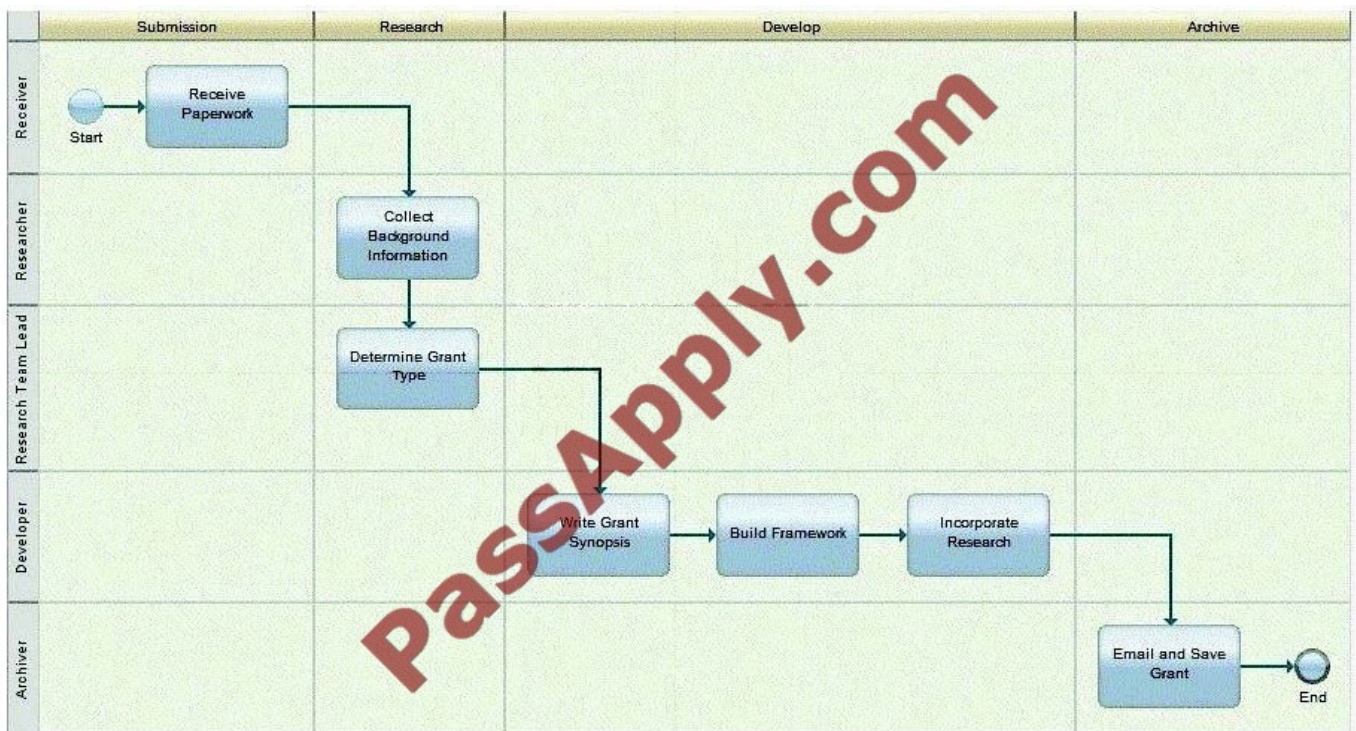 Submission
Research
Develop
Archive
Receiver
Start
Receive
Paperwork
Researcher
Collect
Background
Information
Research Team Lead
Determine Grant
Type
Developer
Write Grant
Synopsis
Build Framework
Incorporate
Research
Archiver
Email and Save
Grant
End
PassApply.com